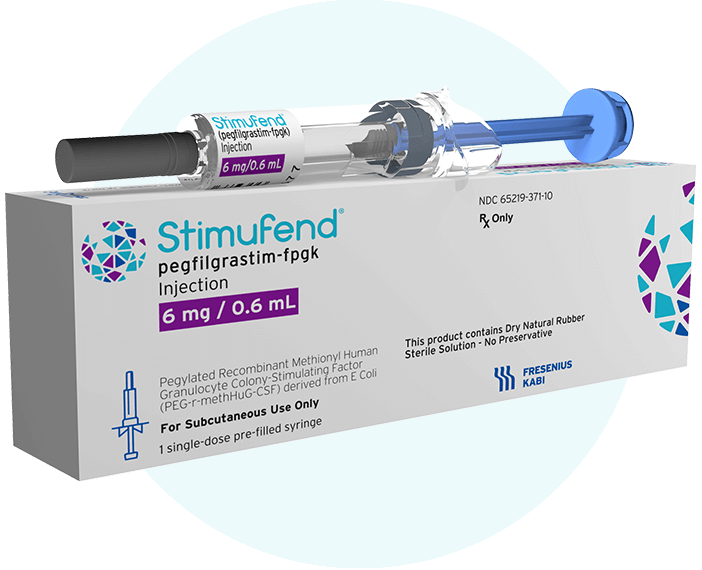 Stimufend®
(pegfilgrastim-fpgk)
Injection
6 mg/0.6 mL
Stimufend®
pegfilgrastim-fpgk
Injection
6 mg / 0.6 mL
NDC 65219-371-10
Rx Only
Pegylated Recombinant Methionyl Human
Granulocyte Colony-Stimulating Factor
(PEG-r-methHuG-CSF) derived from E Coli
For Subcutaneous Use Only
1 single-dose pre-filled syringe
This product contains Dry Natural Rubber
Sterile Solution - No Preservative
FRESENIUS
KABI